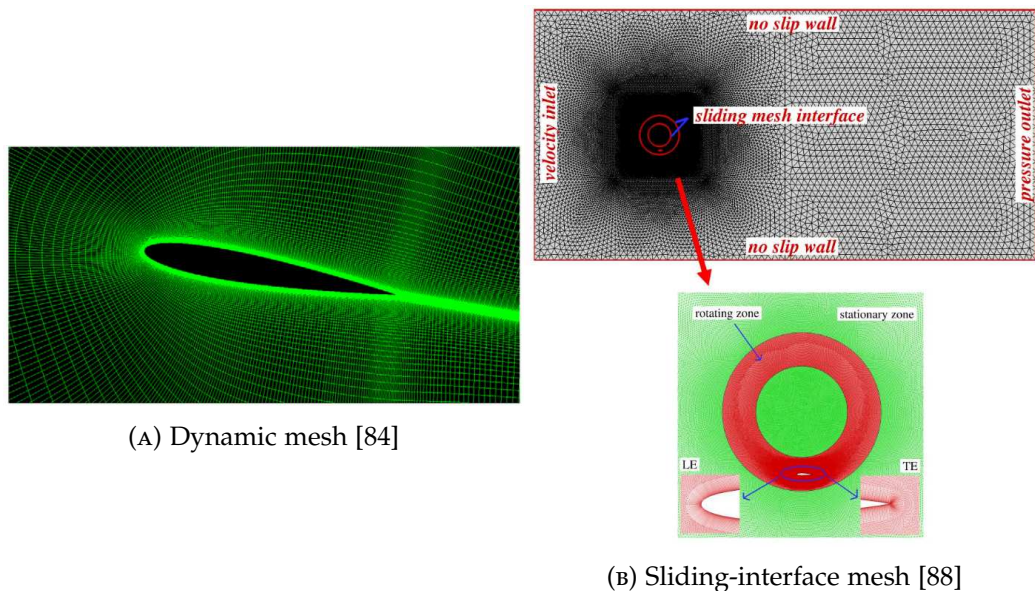 no slip wall
velocity inlet
sliding mesh interface
pressure outlet
no slip wall
rotating zone
stationary zone
LE
TE
(A) Dynamic mesh [84]
(B) Sliding-interface mesh [88]